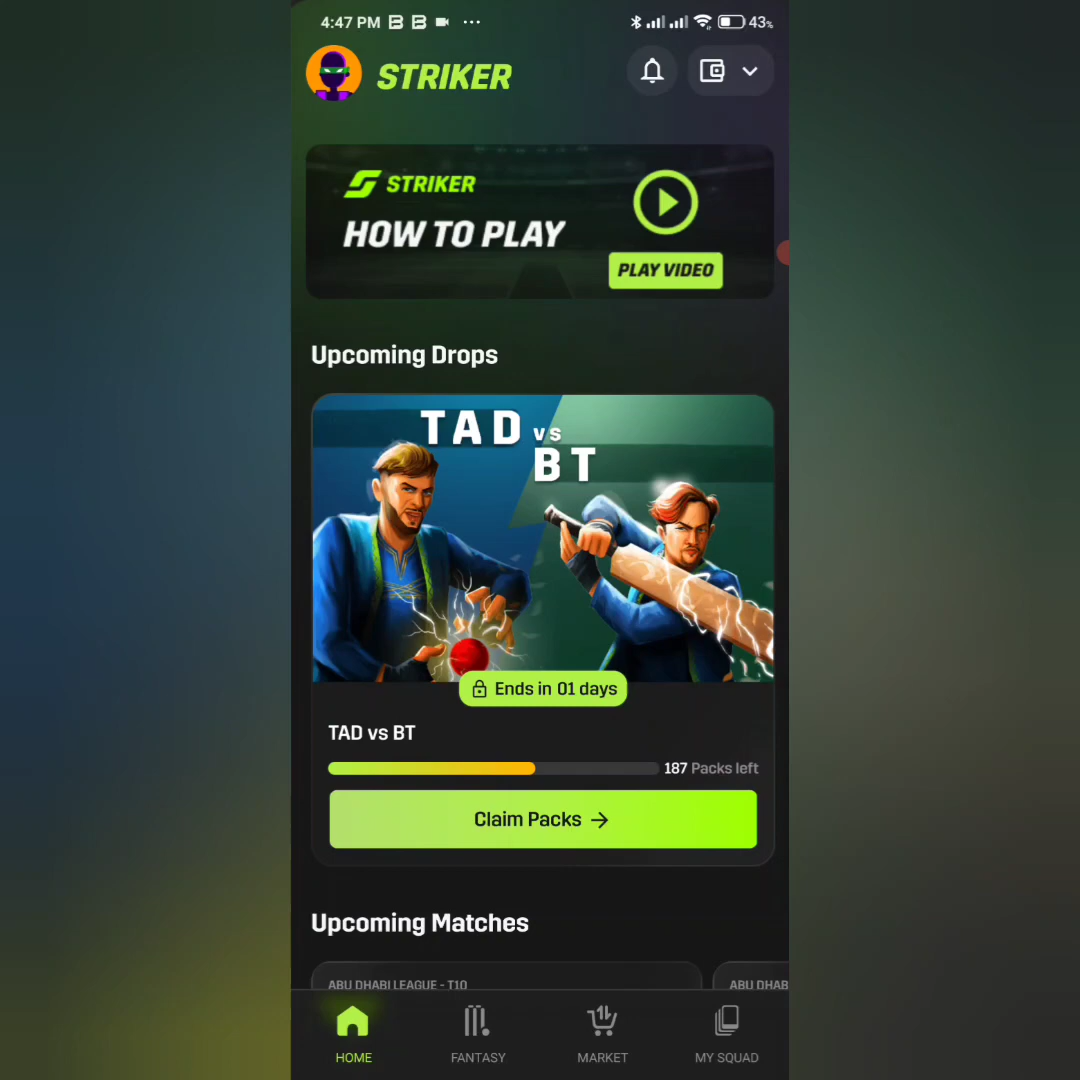 4:47 PM
43%
STRIKER
STRIKER
HOW TO PLAY
PLAY VIDEO
Upcoming Drops
TAD vs
BT
Ends in 01 days
TAD vs BT
187 Packs left
Claim Packs →
Upcoming Matches
ABU DHABI LEAGUE - T10
ABU DHAB
HOME
FANTASY
MARKET
MY SQUAD